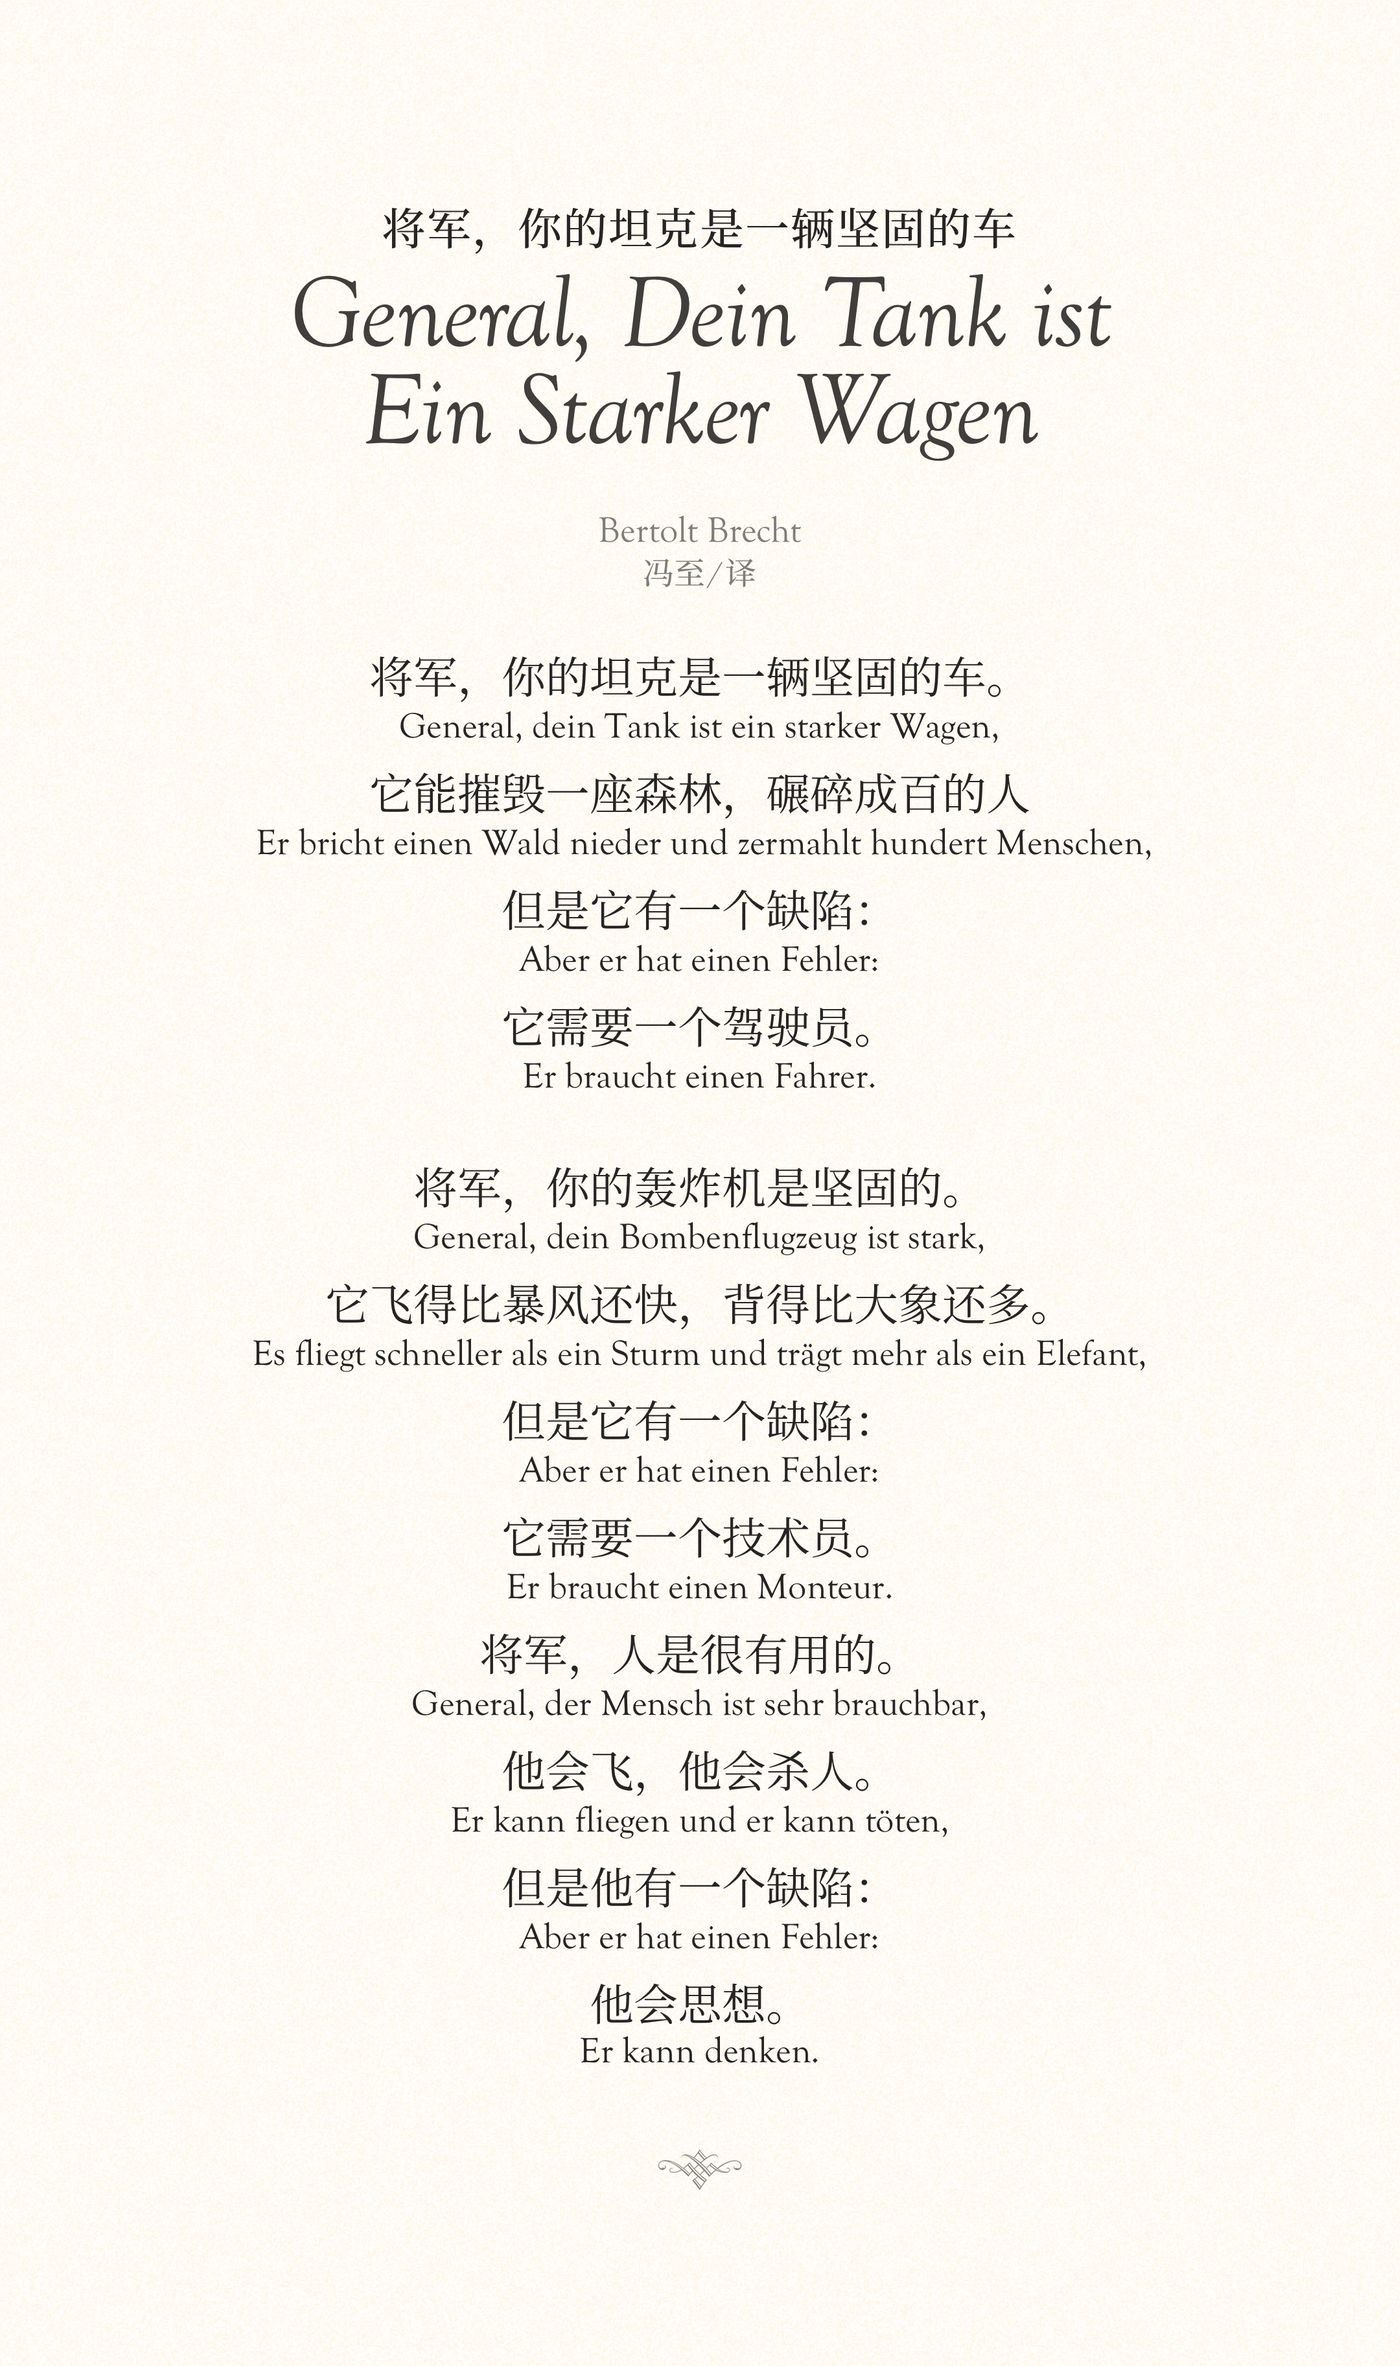 将军，你的坦克是一辆坚固的车
General, Dein Tank ist
Ein Starker Wagen
Bertolt Brecht
冯至/译
将军，你的坦克是一辆坚固的车。
General, dein Tank ist ein starker Wagen,
它能摧毁一座森林，碾碎成百的人
Er bricht einen Wald nieder und zermahlt hundert Menschen,
但是它有一个缺陷：
Aber er hat einen Fehler:
它需要一个驾驶员。
Er braucht einen Fahrer.
将军，你的轰炸机是坚固的。
General, dein Bombenflugzeug ist stark,
它飞得比暴风还快，背得比大象还多。
Es fliegt schneller als ein Sturm und trägt mehr als ein Elefant,
但是它有一个缺陷：
Aber er hat einen Fehler:
它需要一个技术员。
Er braucht einen Monteur.
将军，人是很有用的。
General, der Mensch ist sehr brauchbar,
他会飞，他会杀人。
Er kann fliegen und er kann töten,
但是他有一个缺陷：
Aber er hat einen Fehler:
他会思想。
Er kann denken.